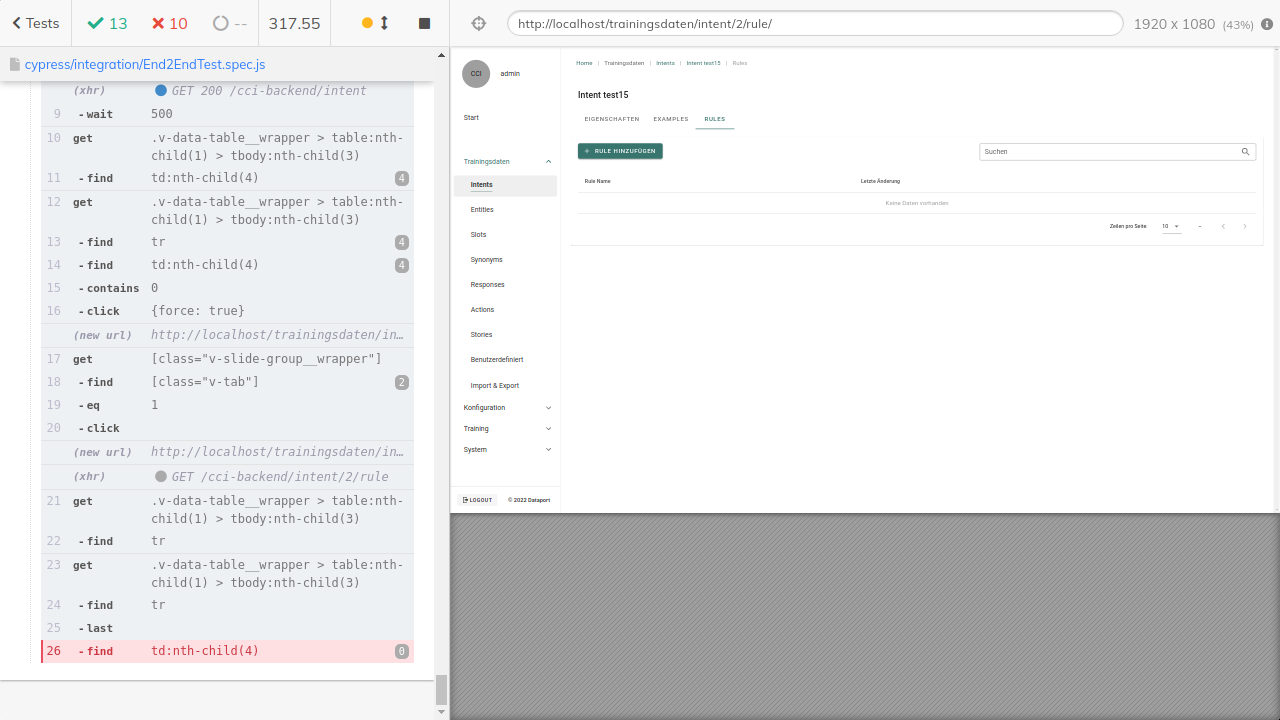 Tests
13
10
--
317.55
http://localhost/trainingsdaten/intent/2/rule/
1920 x 1080 (43%)
cypress/integration/End2EndTest.spec.js
(xhr) GET 200 /cci-backend/intent
9 -wait 500
10 get .v-data-table__wrapper > table:nth-
child(1) > tbody:nth-child(3)
11 -find td:nth-child(4) 4
12 get .v-data-table__wrapper > table:nth-
child(1) > tbody:nth-child(3)
13 -find tr 4
14 -find td:nth-child(4) 4
15 -contains 0
16 -click {force: true}
(new url) http://localhost/trainingsdaten/in…
17 get [class="v-slide-group__wrapper"]
18 -find [class="v-tab"] 2
19 -eq 1
20 -click
(new url) http://localhost/trainingsdaten/in…
(xhr) GET /cci-backend/intent/2/rule
21 get .v-data-table__wrapper > table:nth-
child(1) > tbody:nth-child(3)
22 -find tr
23 get .v-data-table__wrapper > table:nth-
child(1) > tbody:nth-child(3)
24 -find tr
25 -last
26 -find td:nth-child(4) 0
CCI
admin
Start
Trainingsdaten
Intents
Entities
Slots
Synonyms
Responses
Actions
Stories
Benutzerdefiniert
Import & Export
Konfiguration
Training
System
LOGOUT
© 2022 Dataport
Home | Trainingsdaten | Intents | Intent test15 | Rules
Intent test15
EIGENSCHAFTEN EXAMPLES RULES
+ RULE HINZUFÜGEN
Suchen
Rule Name Letzte Änderung
Keine Daten vorhanden
Zeilen pro Seite: 10 –